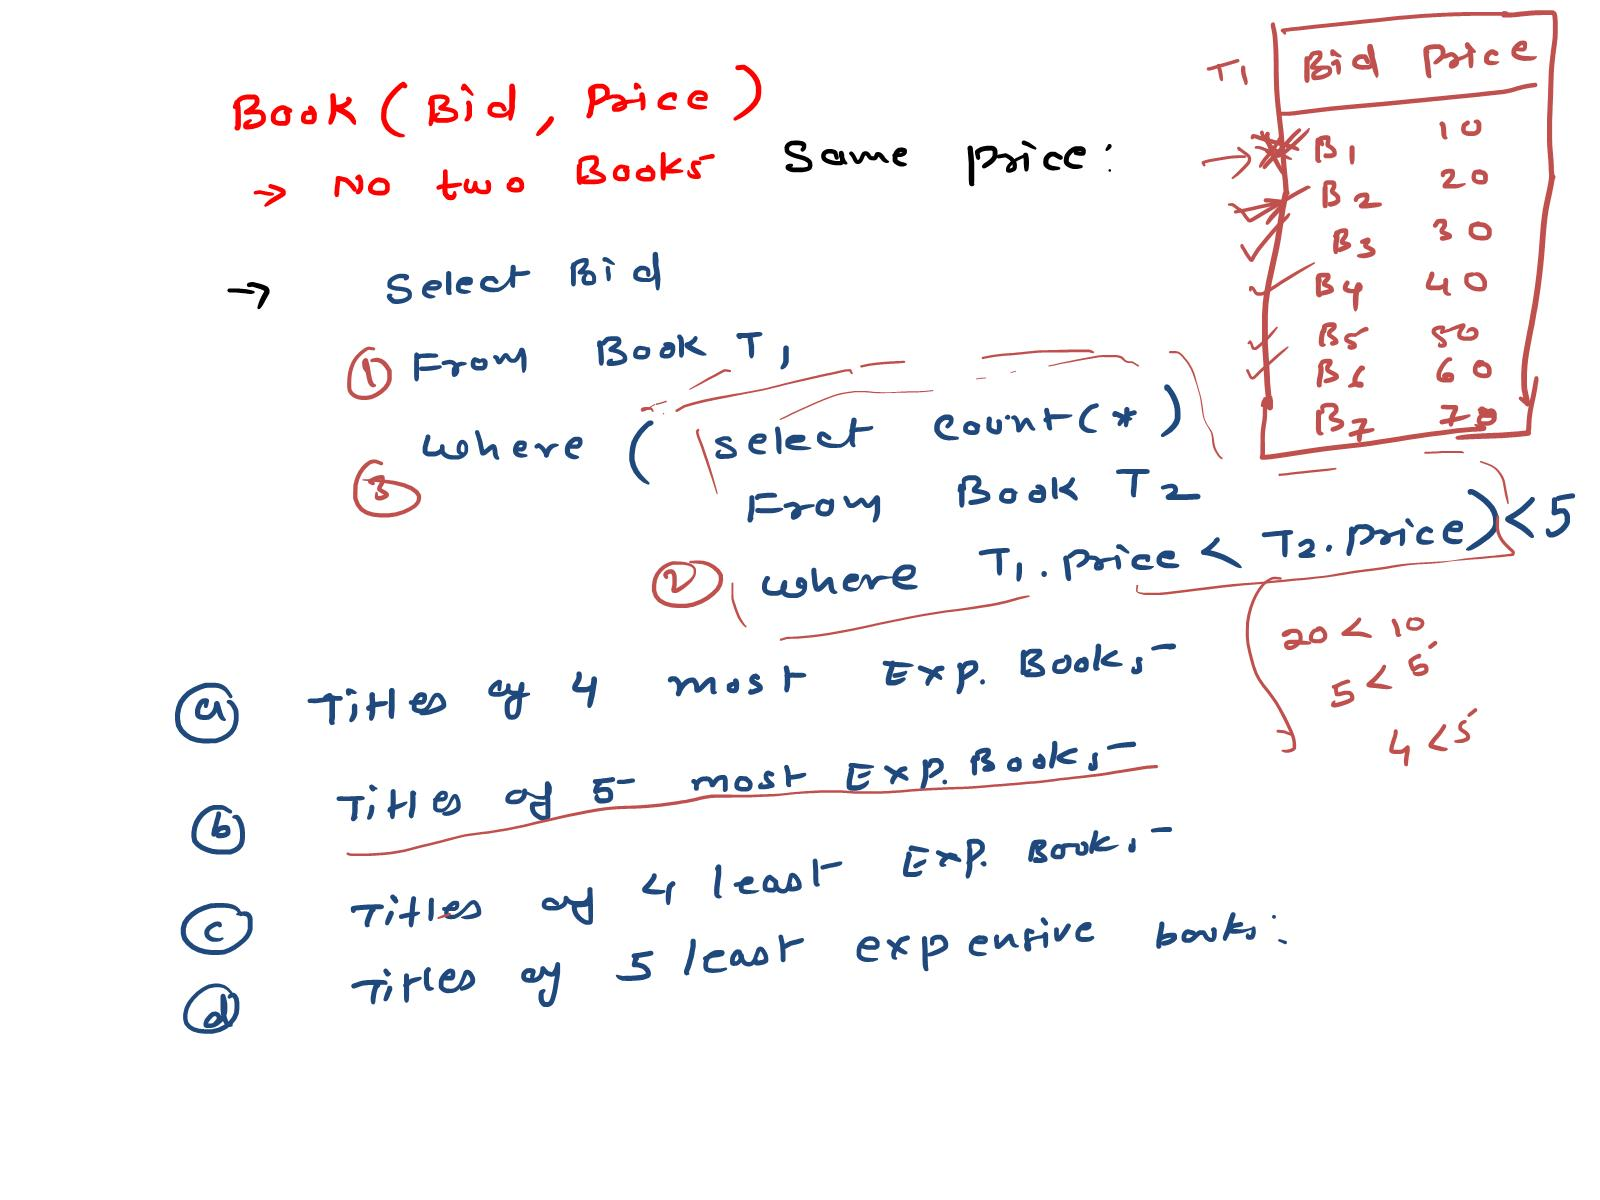 Book ( Bid, Price )
→ No two Books Same price:
→ Select Bid
① From Book T1
③ where ( select count(*)
From Book T2
② where T1.price < T2.price) < 5
ⓐ Titles of 4 most Exp. Books
ⓑ Titles of 5 most Exp. Books
ⓒ Titles of 4 least Exp. Books
ⓓ Titles of 5 least expensive books:
T1
Bid Price
B1 10
B2 20
B3 30
B4 40
B5 50
B6 60
B7 70
20 < 10
5 < 5
4 < 5